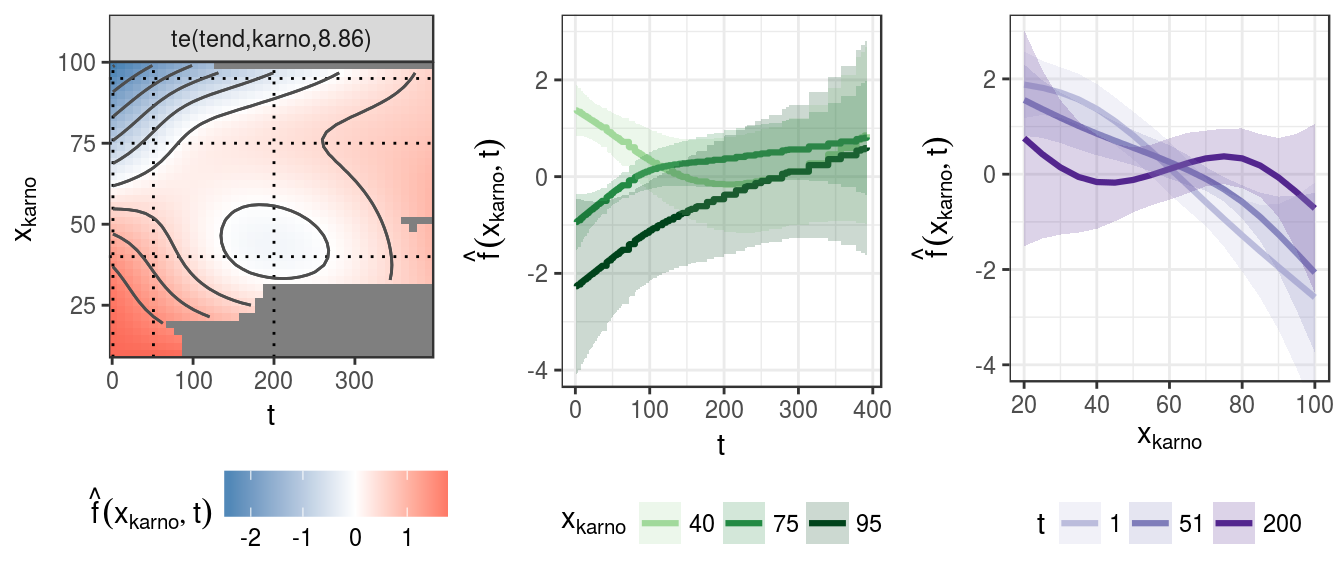 te(tend,karno,8.86)
100
75
50
25
x_karno
0 100 200 300
t
f̂(x_karno, t)
-2 -1 0 1
2
0
-2
-4
f̂(x_karno, t)
0 100 200 300 400
t
x_karno 40 75 95
2
0
-2
-4
f̂(x_karno, t)
20 40 60 80 100
x_karno
t 1 51 200